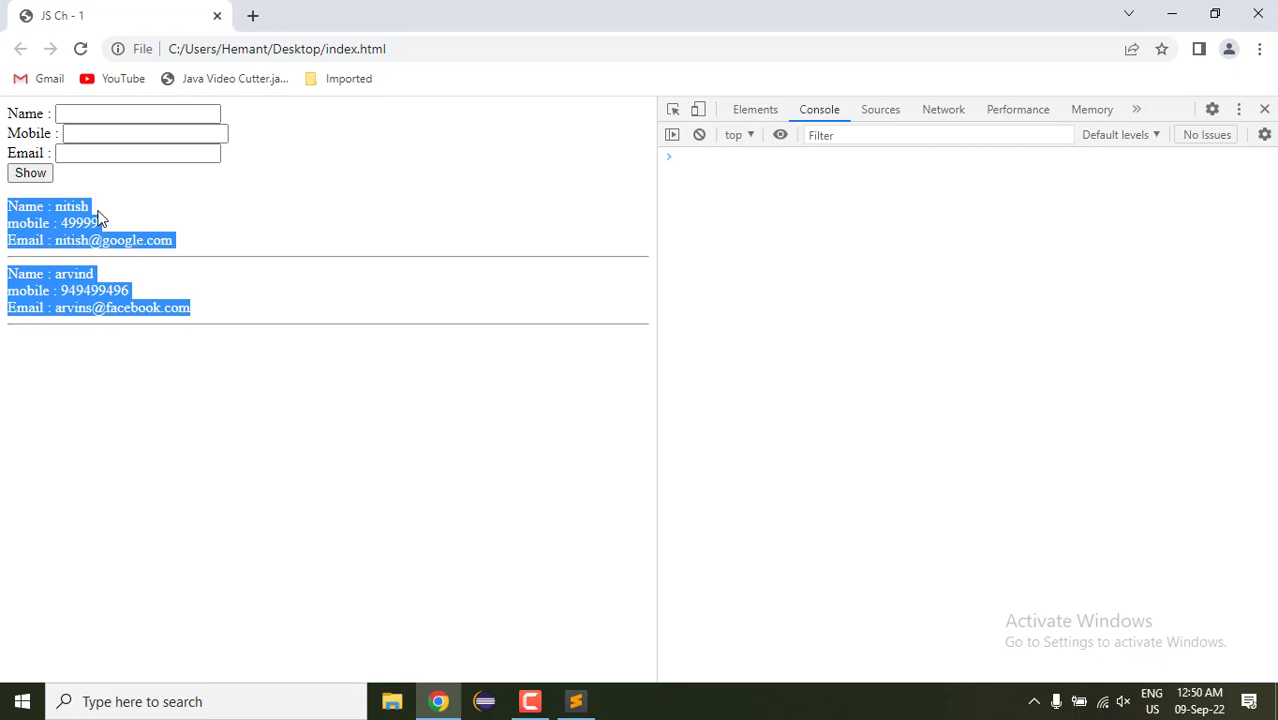 JS Ch - 1
File
C:/Users/Hemant/Desktop/index.html
Gmail
YouTube
Java Video Cutter.ja...
Imported
Name :
Mobile :
Email :
Show
Name : nitish
mobile : 49999
Email : nitish@google.com
Name : arvind
mobile : 949499496
Email : arvins@facebook.com
Elements
Console
Sources
Network
Performance
Memory
top
Filter
Default levels
No Issues
Activate Windows
Go to Settings to activate Windows.
Type here to search
ENG
US
12:50 AM
09-Sep-22